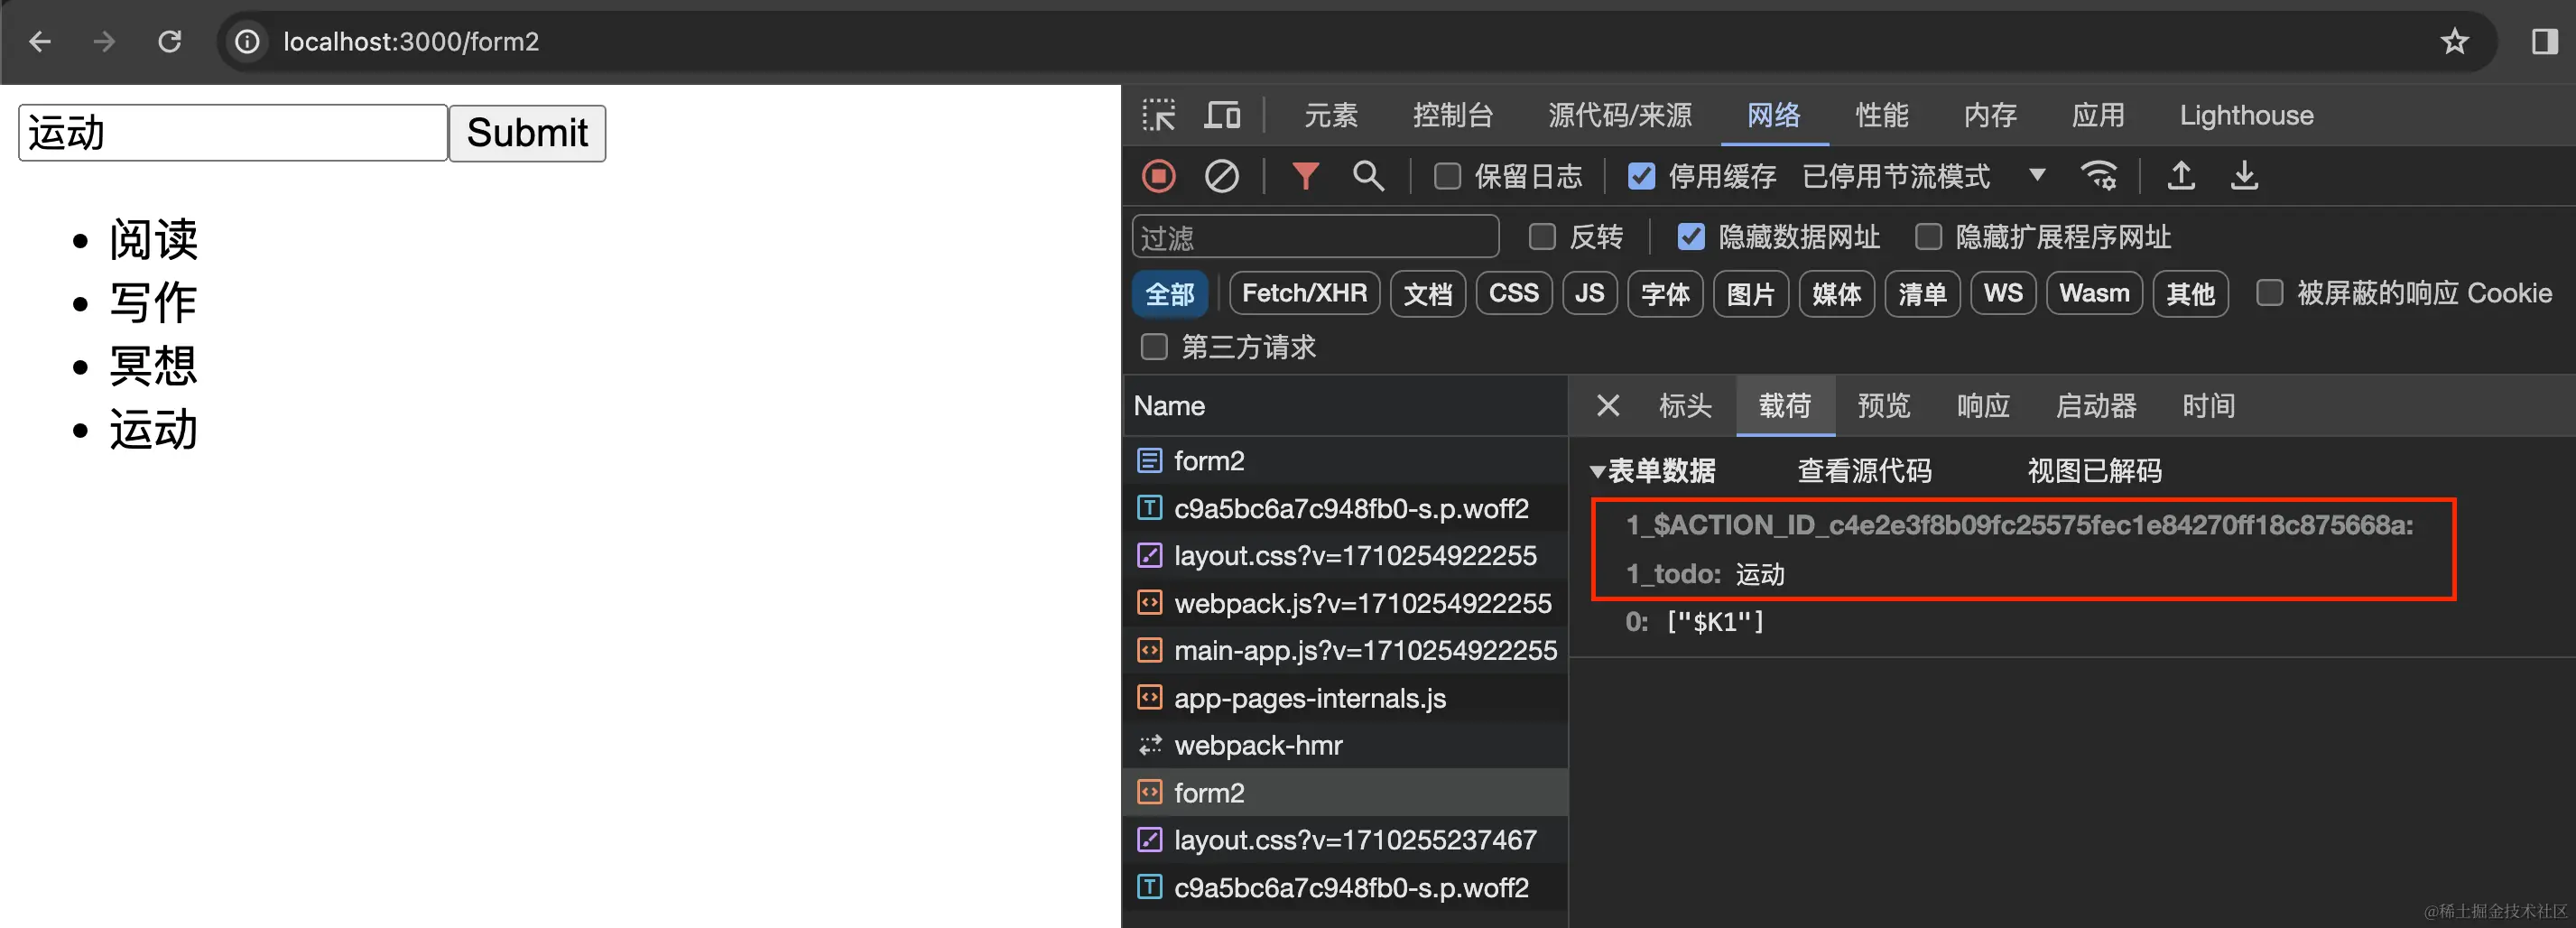 localhost:3000/form2
运动 Submit
阅读
写作
冥想
运动
元素 控制台 源代码/来源 网络 性能 内存 应用 Lighthouse
保留日志 停用缓存 已停用节流模式
过滤 反转 隐藏数据网址 隐藏扩展程序网址
全部 Fetch/XHR 文档 CSS JS 字体 图片 媒体 清单 WS Wasm 其他 被屏蔽的响应 Cookie
第三方请求
Name
form2
c9a5bc6a7c948fb0-s.p.woff2
layout.css?v=1710254922255
webpack.js?v=1710254922255
main-app.js?v=1710254922255
app-pages-internals.js
webpack-hmr
form2
layout.css?v=1710255237467
c9a5bc6a7c948fb0-s.p.woff2
标头 载荷 预览 响应 启动器 时间
表单数据 查看源代码 视图已解码
1_$ACTION_ID_c4e2e3f8b09fc25575fec1e84270ff18c875668a:
1_todo: 运动
0: ["$K1"]
@稀土掘金技术社区